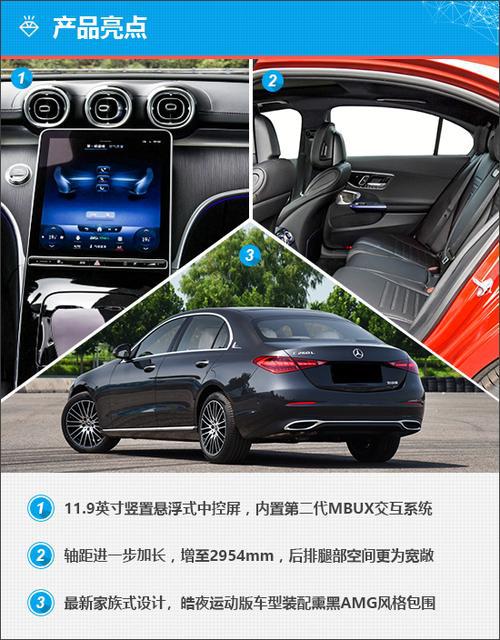 产品亮点
1
2
3
C 260 L
1 11.9英寸竖置悬浮式中控屏，内置第二代MBUX交互系统
2 轴距进一步加长，增至2954mm，后排腿部空间更为宽敞
3 最新家族式设计，皓夜运动版车型装配熏黑AMG风格包围